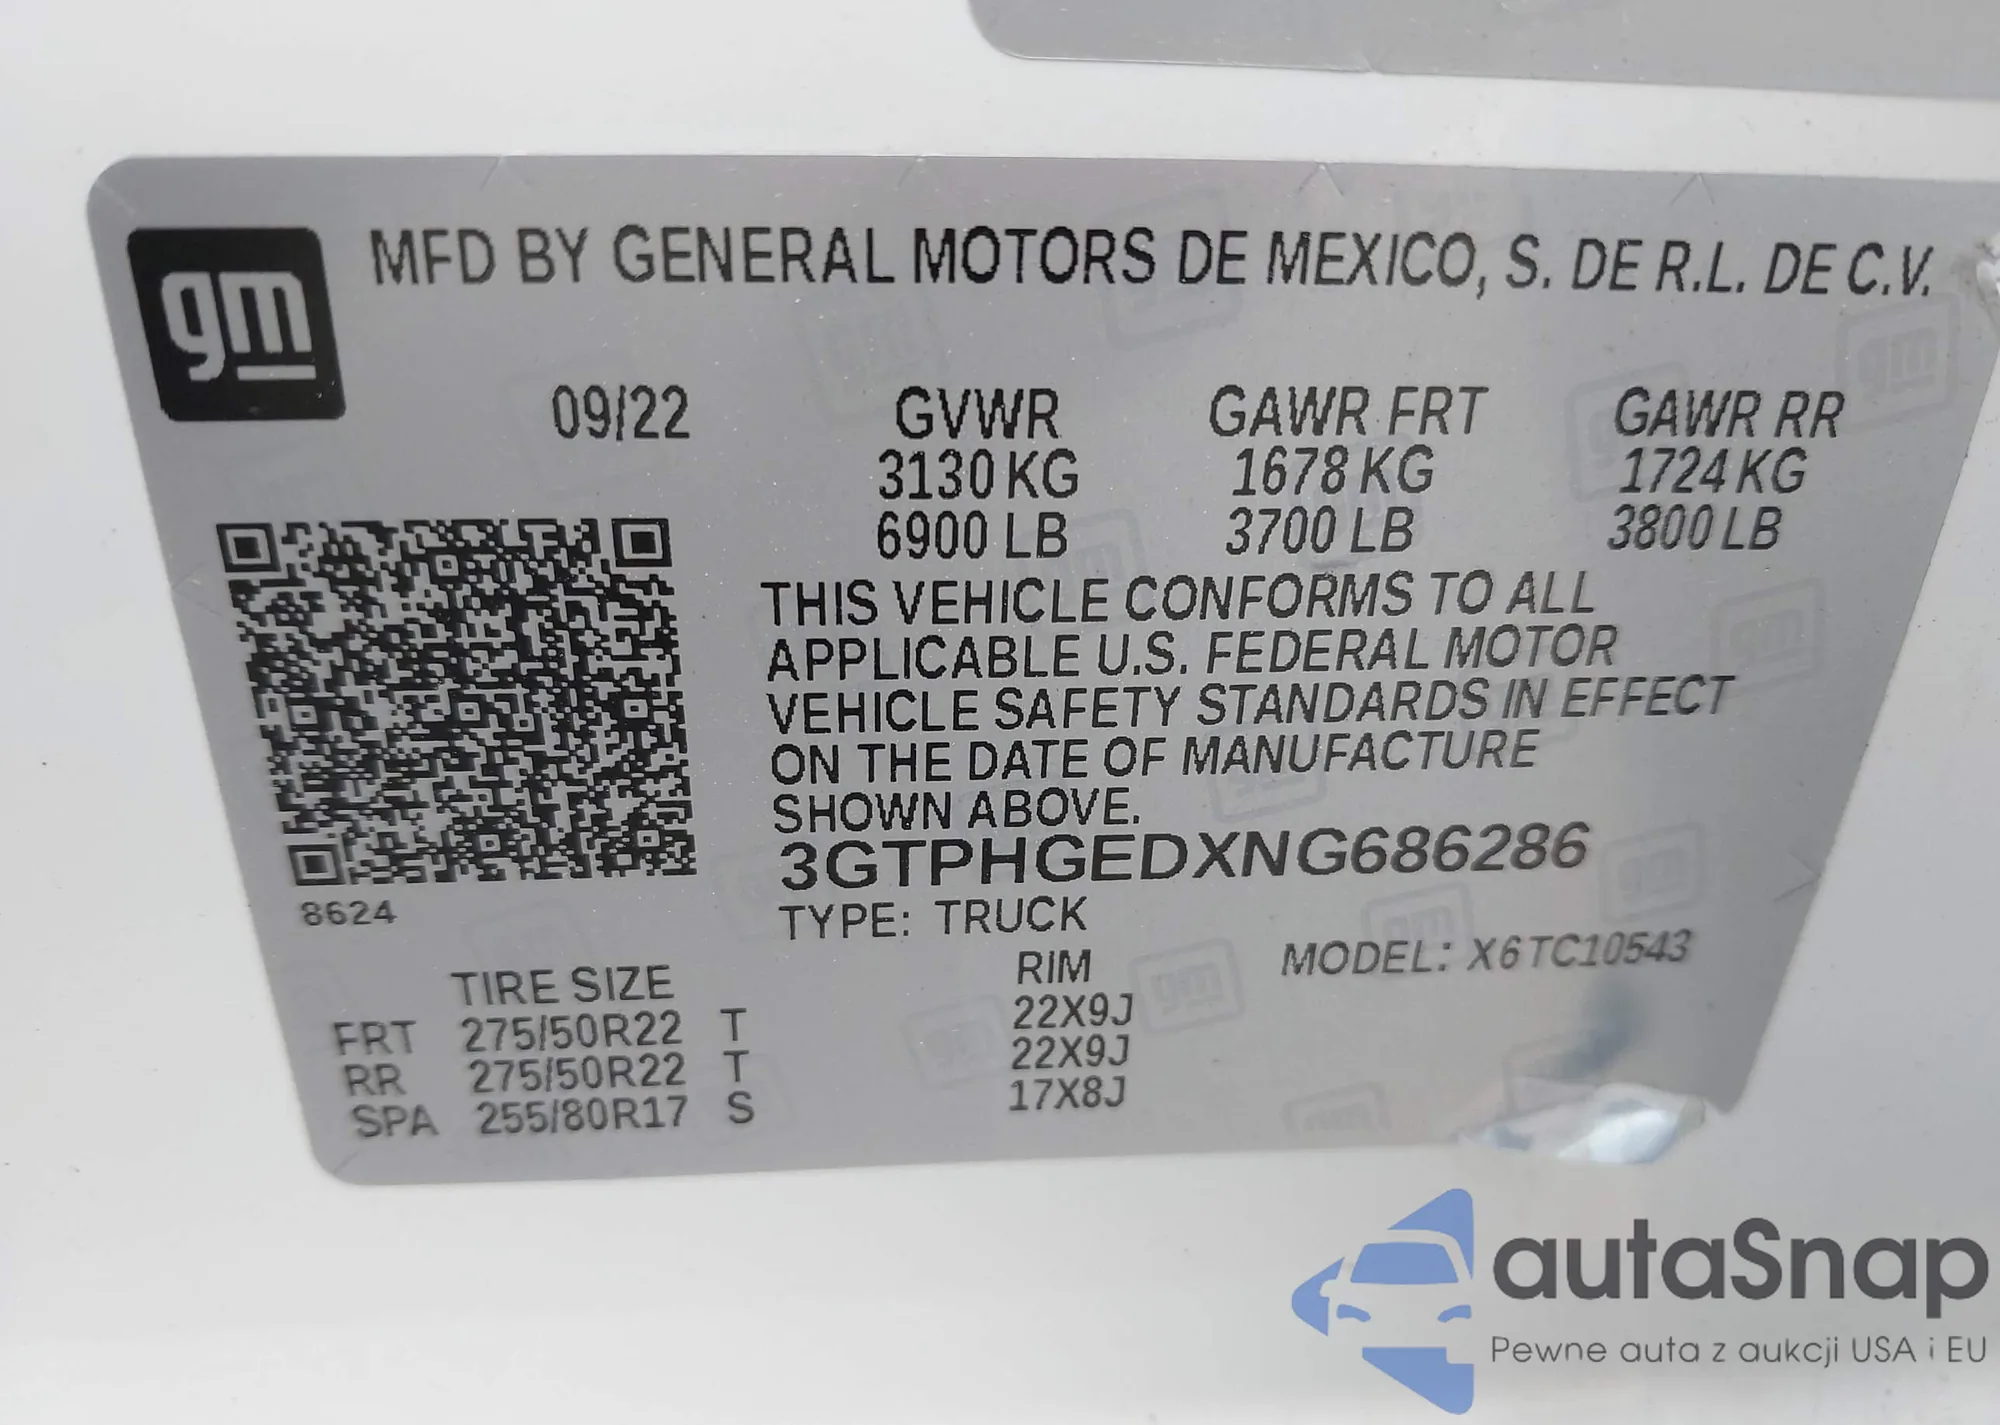 gm
MFD BY GENERAL MOTORS DE MEXICO, S. DE R.L. DE C.V.
09/22 GVWR GAWR FRT GAWR RR
3130 KG 1678 KG 1724 KG
6900 LB 3700 LB 3800 LB
THIS VEHICLE CONFORMS TO ALL
APPLICABLE U.S. FEDERAL MOTOR
VEHICLE SAFETY STANDARDS IN EFFECT
ON THE DATE OF MANUFACTURE
SHOWN ABOVE.
3GTPHGEDXNG686286
8624
TYPE: TRUCK
MODEL: X6TC10543
TIRE SIZE RIM
FRT 275/50R22 T 22X9J
RR 275/50R22 T 22X9J
SPA 255/80R17 S 17X8J
autaSnap
Pewne auta z aukcji USA i EU